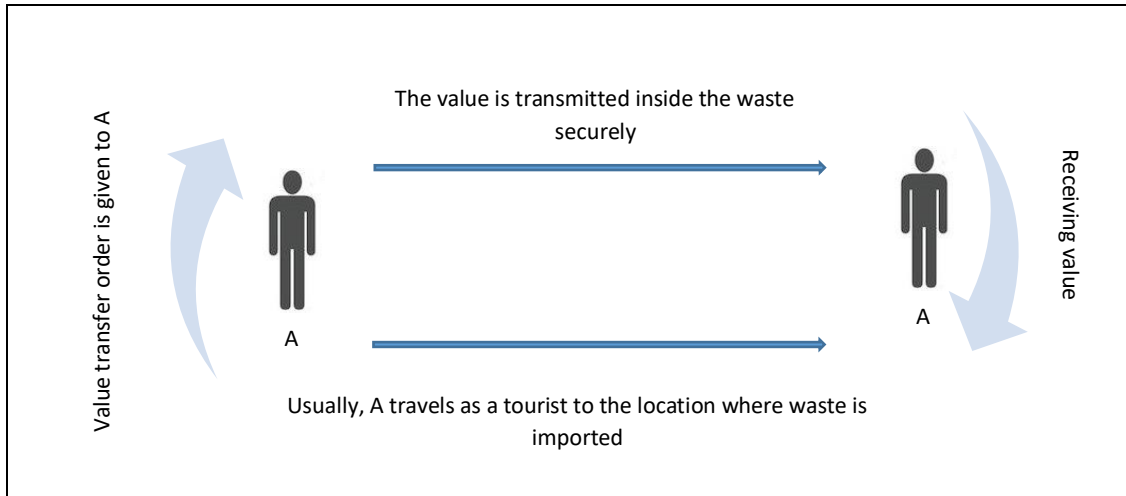 Value transfer order is given to A
The value is transmitted inside the waste
securely
A
A
Receiving value
Usually, A travels as a tourist to the location where waste is
imported